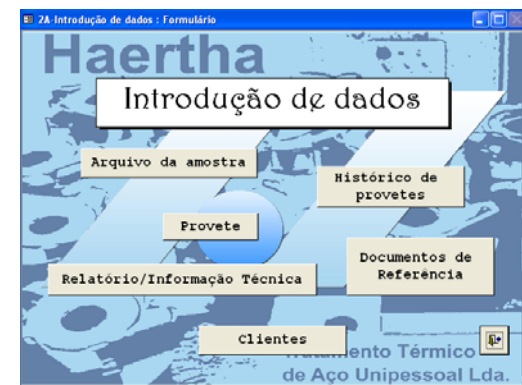 2A-Introdução de dados : Formulário
Haertha
Introdução de dados
Arquivo da amostra
Histórico de
provetes
Provete
Documentos de
Referência
Relatório/Informação Técnica
Clientes
Tratamento Térmico
de Aço Unipessoal Lda.